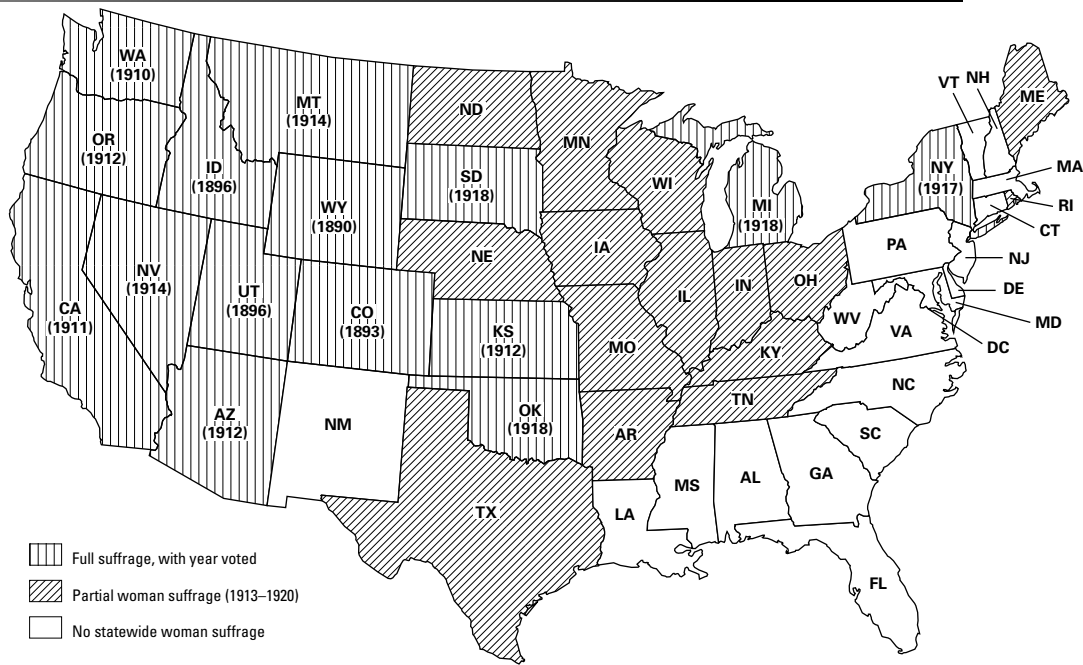 WA
(1910)
MT
(1914)
ND
MN
VT
NH
ME
OR
(1912)
ID
(1896)
SD
(1918)
WI
NY
(1917)
MA
WY
(1890)
MI
(1918)
RI
CT
NE
IA
PA
NJ
NV
(1914)
UT
(1896)
CO
(1893)
IL
IN
OH
DE
CA
(1911)
KS
(1912)
MO
WV
VA
MD
KY
DC
AZ
(1912)
NM
OK
(1918)
TN
NC
AR
SC
TX
MS
AL
GA
LA
FL
Full suffrage, with year voted
Partial woman suffrage (1913–1920)
No statewide woman suffrage